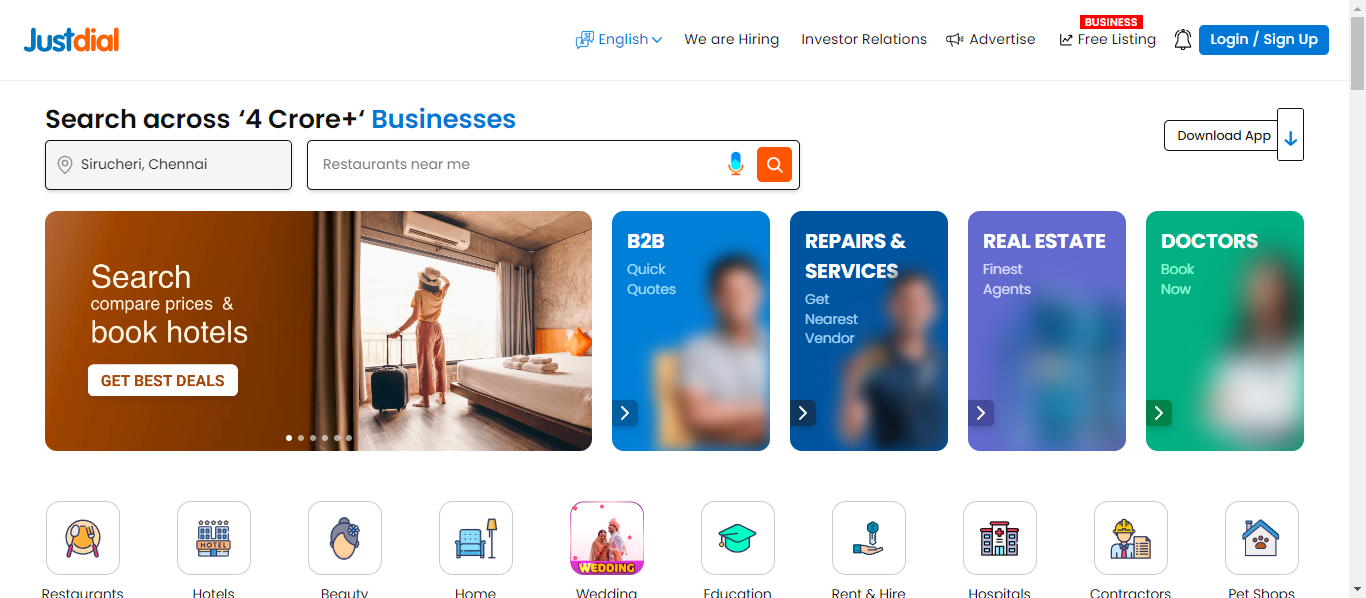 Justdial
English
We are Hiring
Investor Relations
Advertise
BUSINESS
Free Listing
Login / Sign Up
Search across ‘4 Crore+‘ Businesses
Download App
Sirucheri, Chennai
Restaurants near me
Search
compare prices &
book hotels
GET BEST DEALS
B2B
Quick
Quotes
REPAIRS &
SERVICES
Get
Nearest
Vendor
REAL ESTATE
Finest
Agents
DOCTORS
Book
Now
HOTEL
WEDDING
Restaurants
Hotels
Beauty
Home
Wedding
Education
Rent & Hire
Hospitals
Contractors
Pet Shops